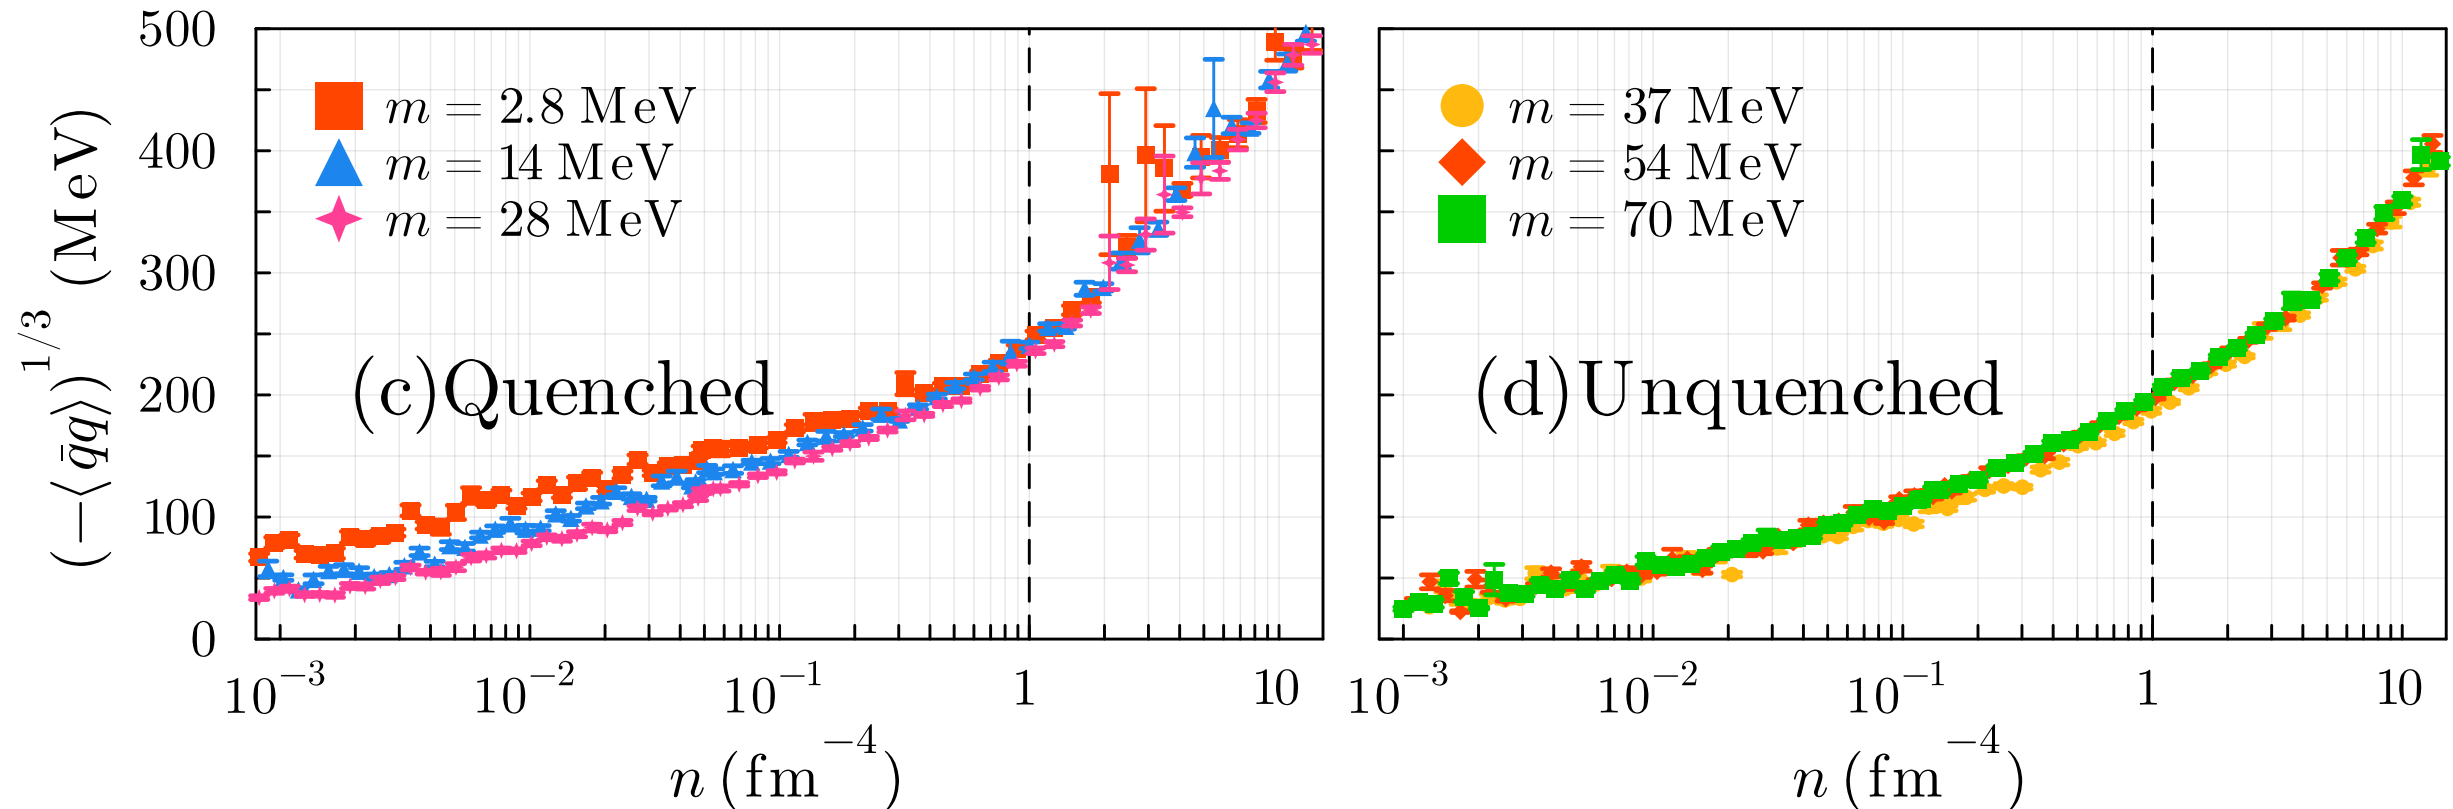 (−⟨q̄q⟩)^{1/3} (MeV)
500
400
300
200
100
0
m = 2.8 MeV
m = 14 MeV
m = 28 MeV
(c)Quenched
10^{−3} 10^{−2} 10^{−1} 1 10
n (fm^{−4})
m = 37 MeV
m = 54 MeV
m = 70 MeV
(d)Unquenched
10^{−3} 10^{−2} 10^{−1} 1 10
n (fm^{−4})